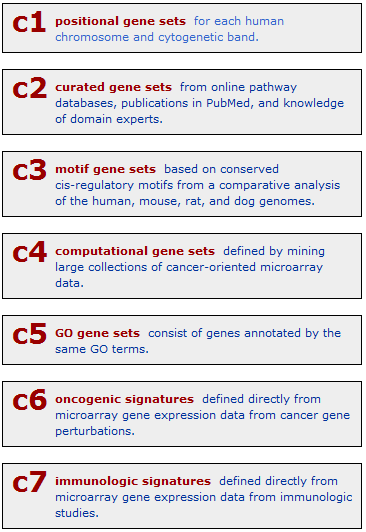 c1 positional gene sets for each human
chromosome and cytogenetic band.
c2 curated gene sets from online pathway
databases, publications in PubMed, and knowledge
of domain experts.
c3 motif gene sets based on conserved
cis-regulatory motifs from a comparative analysis
of the human, mouse, rat, and dog genomes.
c4 computational gene sets defined by mining
large collections of cancer-oriented microarray
data.
c5 GO gene sets consist of genes annotated by the
same GO terms.
c6 oncogenic signatures defined directly from
microarray gene expression data from cancer gene
perturbations.
c7 immunologic signatures defined directly from
microarray gene expression data from immunologic
studies.